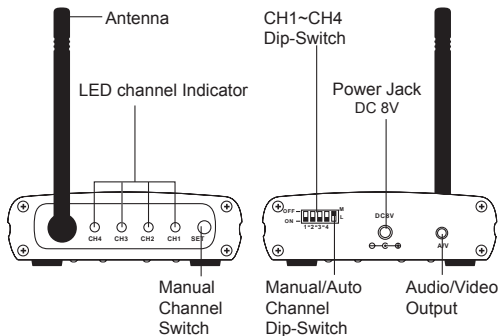 Antenna
LED channel Indicator
CH4 CH3 CH2 CH1 SET
Manual
Channel
Switch
CH1~CH4
Dip-Switch
Power Jack
DC 8V
OFF M
ON L
1 2 3 4
DC8V
A/V
Manual/Auto
Channel
Dip-Switch
Audio/Video
Output